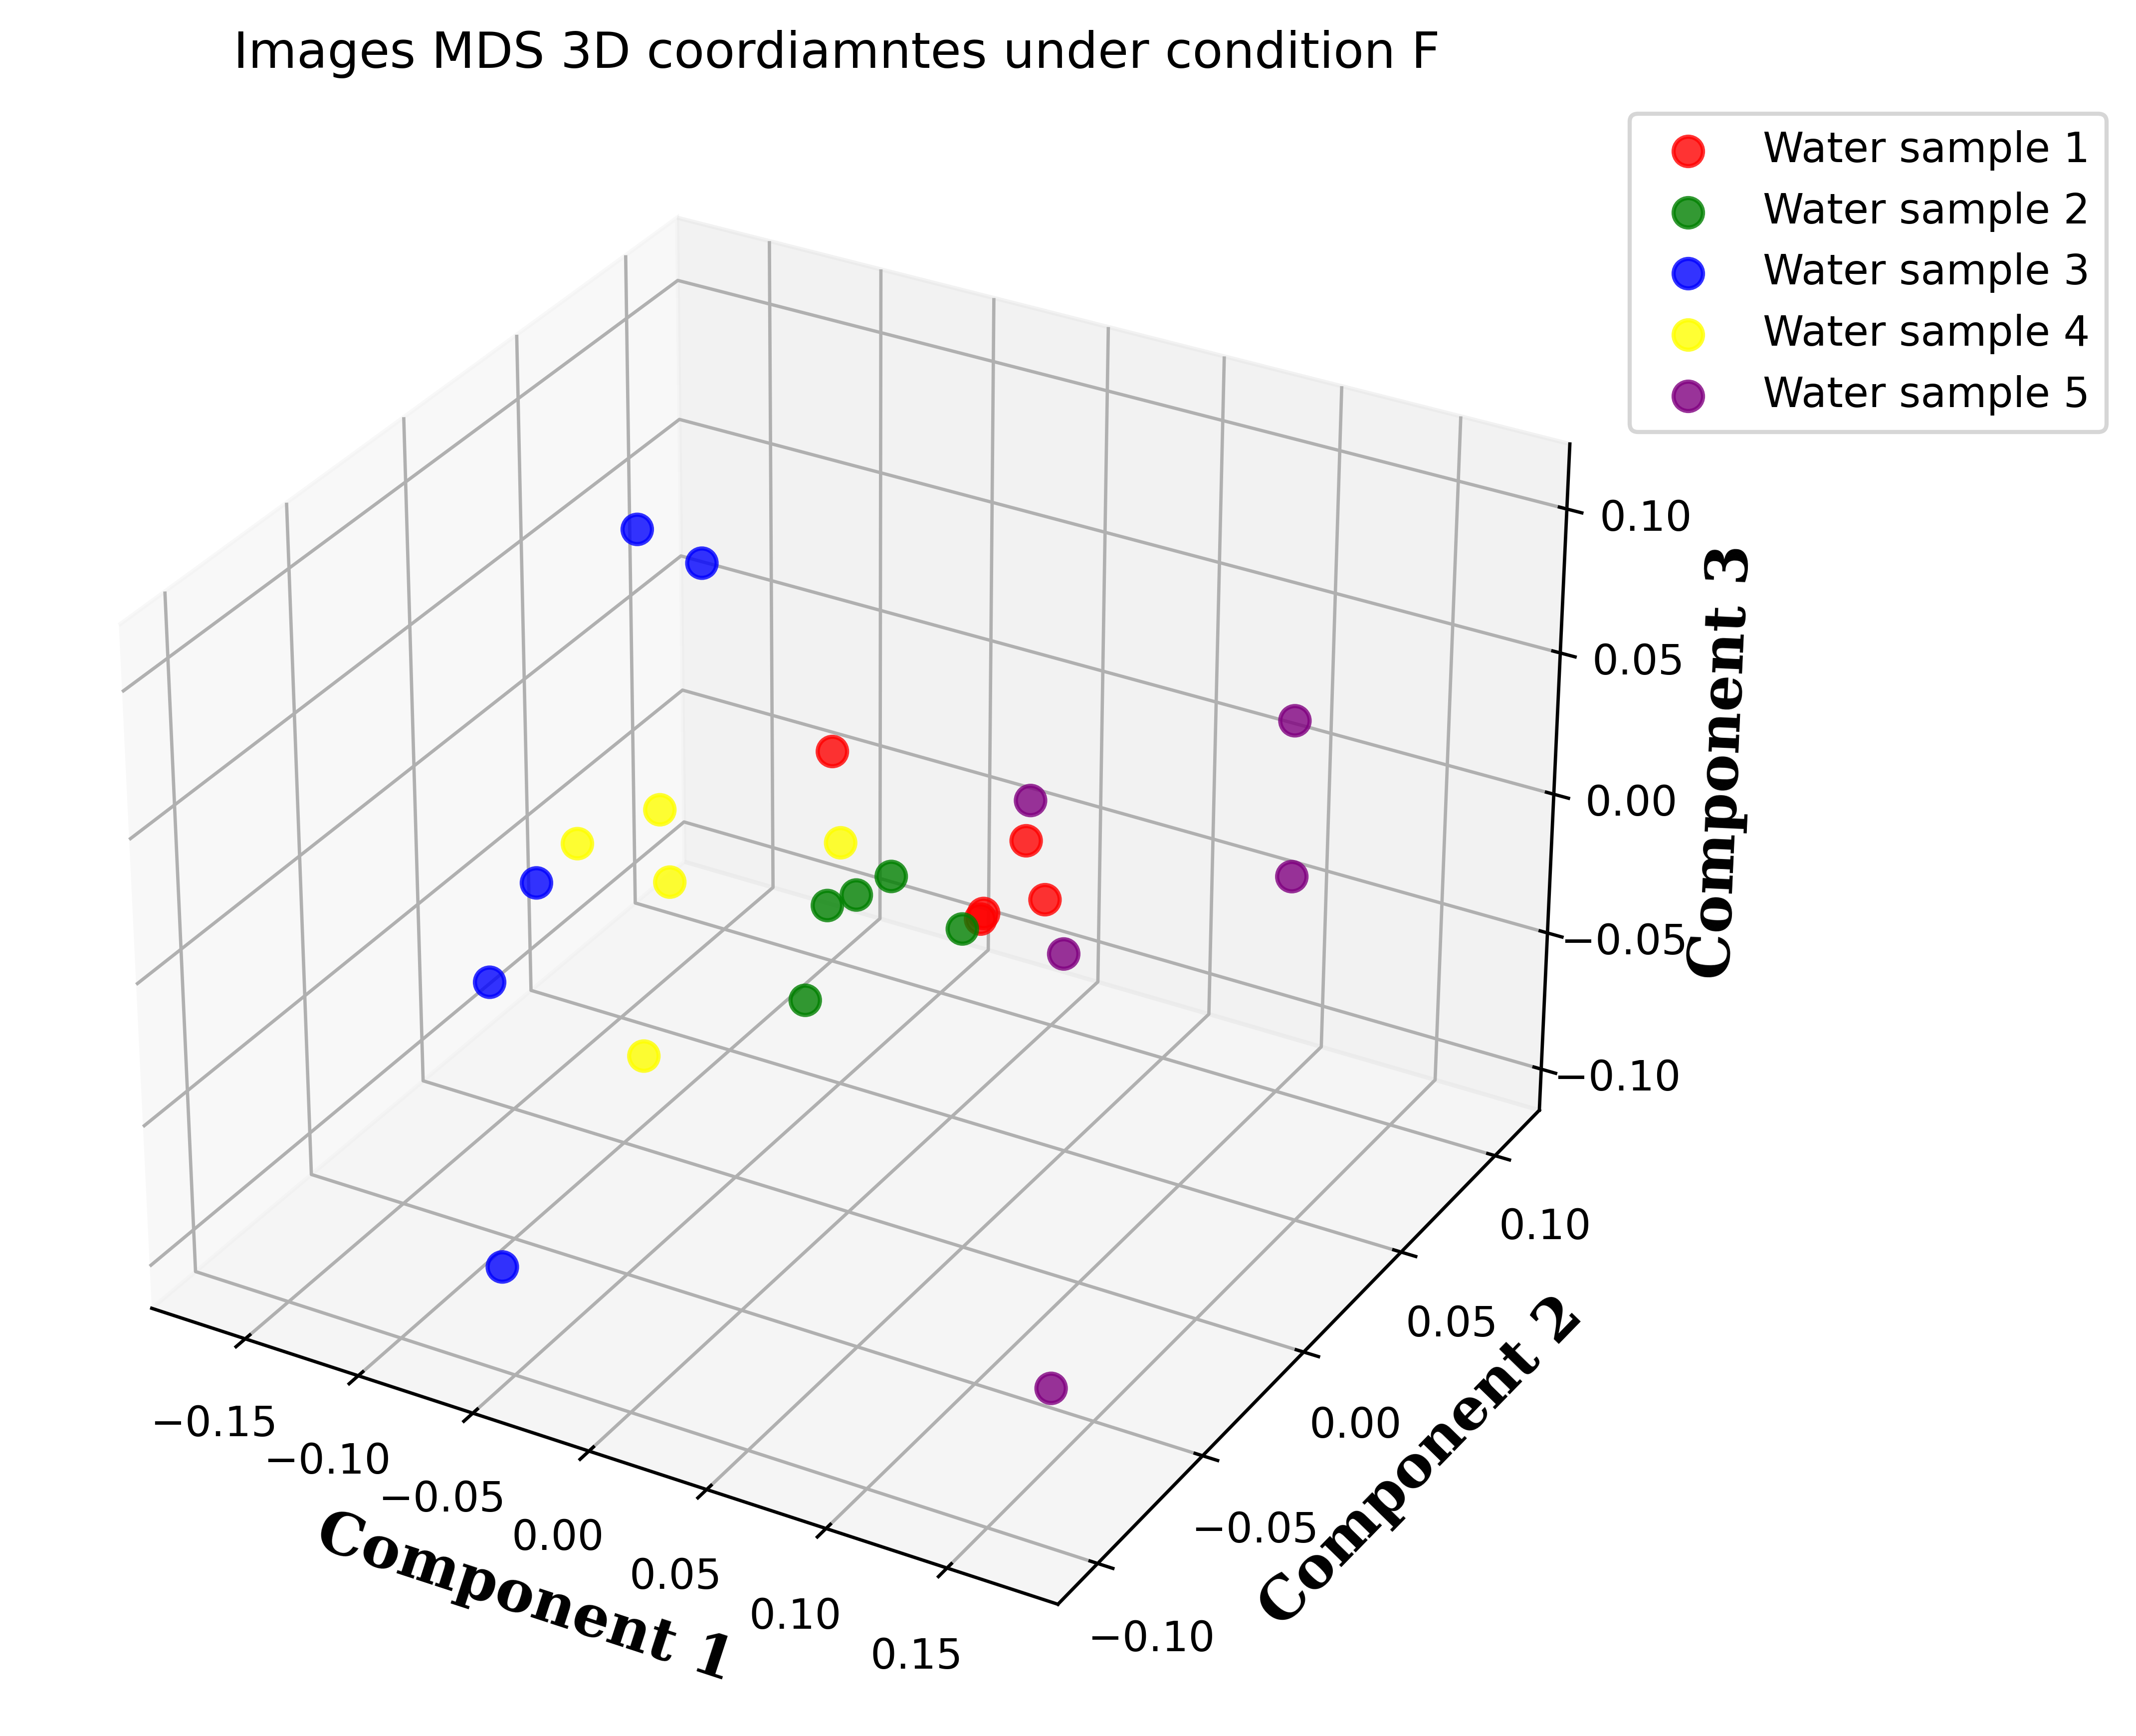 Images MDS 3D coordiamntes under condition F
Water sample 1
Water sample 2
Water sample 3
Water sample 4
Water sample 5
0.10
0.05
0.00
−0.05
−0.10
Component 3
0.10
0.05
0.00
−0.05
−0.10
Component 2
−0.15
−0.10
−0.05
0.00
0.05
0.10
0.15
Component 1